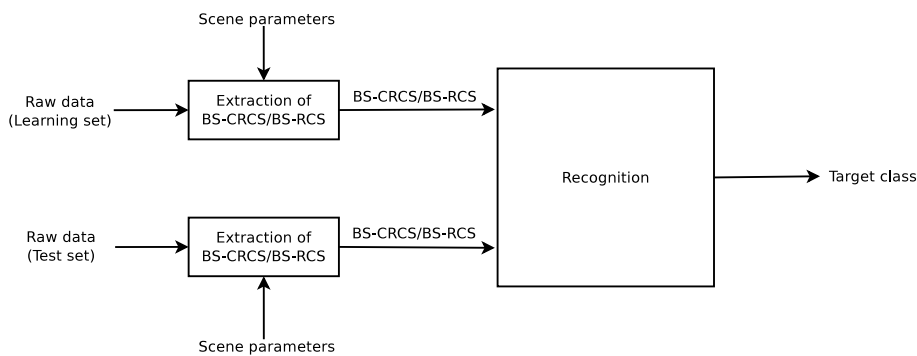 Scene parameters
Raw data
(Learning set)
Extraction of
BS-CRCS/BS-RCS
BS-CRCS/BS-RCS
Recognition
Target class
Raw data
(Test set)
Extraction of
BS-CRCS/BS-RCS
BS-CRCS/BS-RCS
Scene parameters